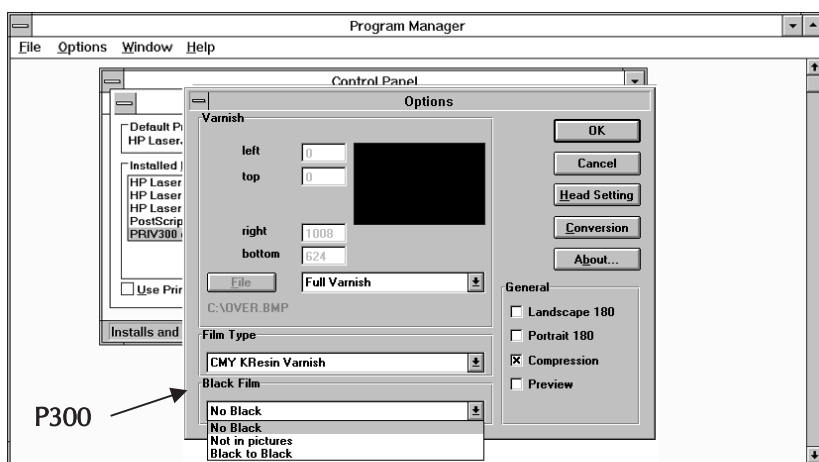 Program Manager
File Options Window Help
Control Panel
Options
Default P
HP Laser.
Installed
HP Laser
HP Laser
HP Laser
PostScrip
PRIV300
Use Prin
Installs and
Varnish
left 0
top 0
right 1008
bottom 624
File Full Varnish
C:\OVER.BMP
Film Type
CMY KResin Varnish
Black Film
No Black
No Black
Not in pictures
Black to Black
OK
Cancel
Head Setting
Conversion
About...
General
Landscape 180
Portrait 180
Compression
Preview
P300